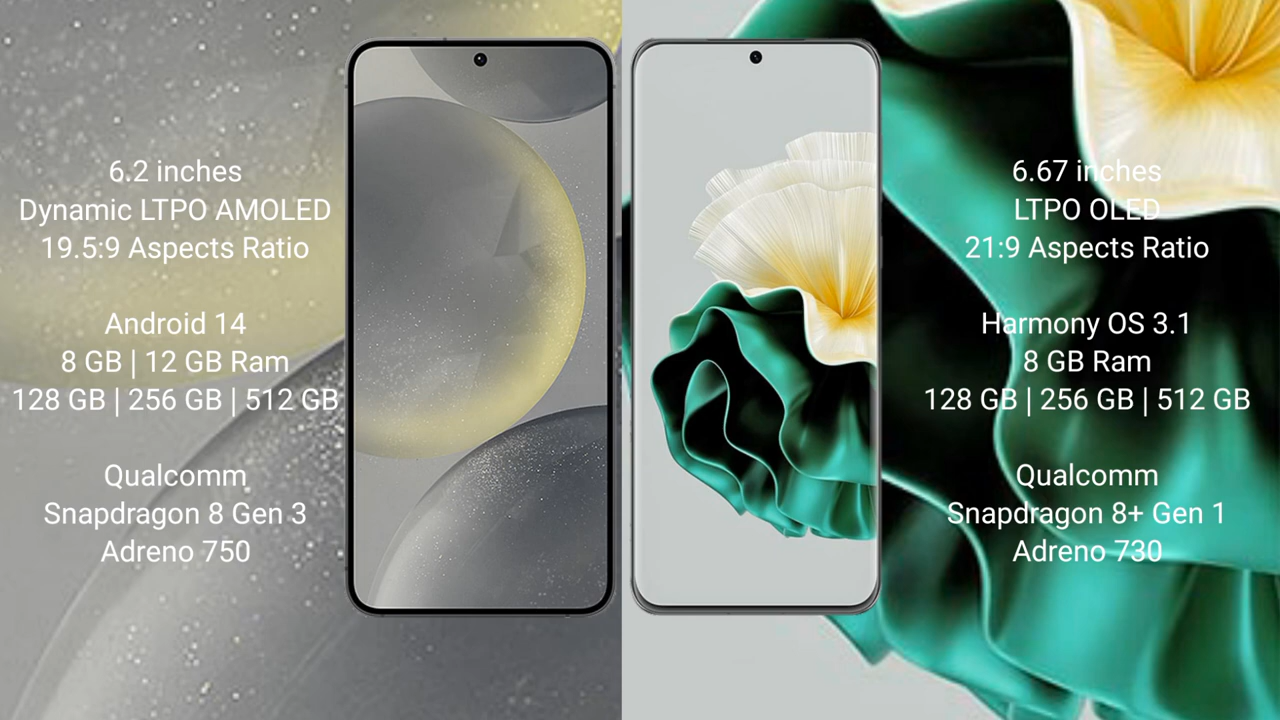 6.2 inches
Dynamic LTPO AMOLED
19.5:9 Aspects Ratio
Android 14
8 GB | 12 GB Ram
128 GB | 256 GB | 512 GB
Qualcomm
Snapdragon 8 Gen 3
Adreno 750
6.67 inches
LTPO OLED
21:9 Aspects Ratio
Harmony OS 3.1
8 GB Ram
128 GB | 256 GB | 512 GB
Qualcomm
Snapdragon 8+ Gen 1
Adreno 730